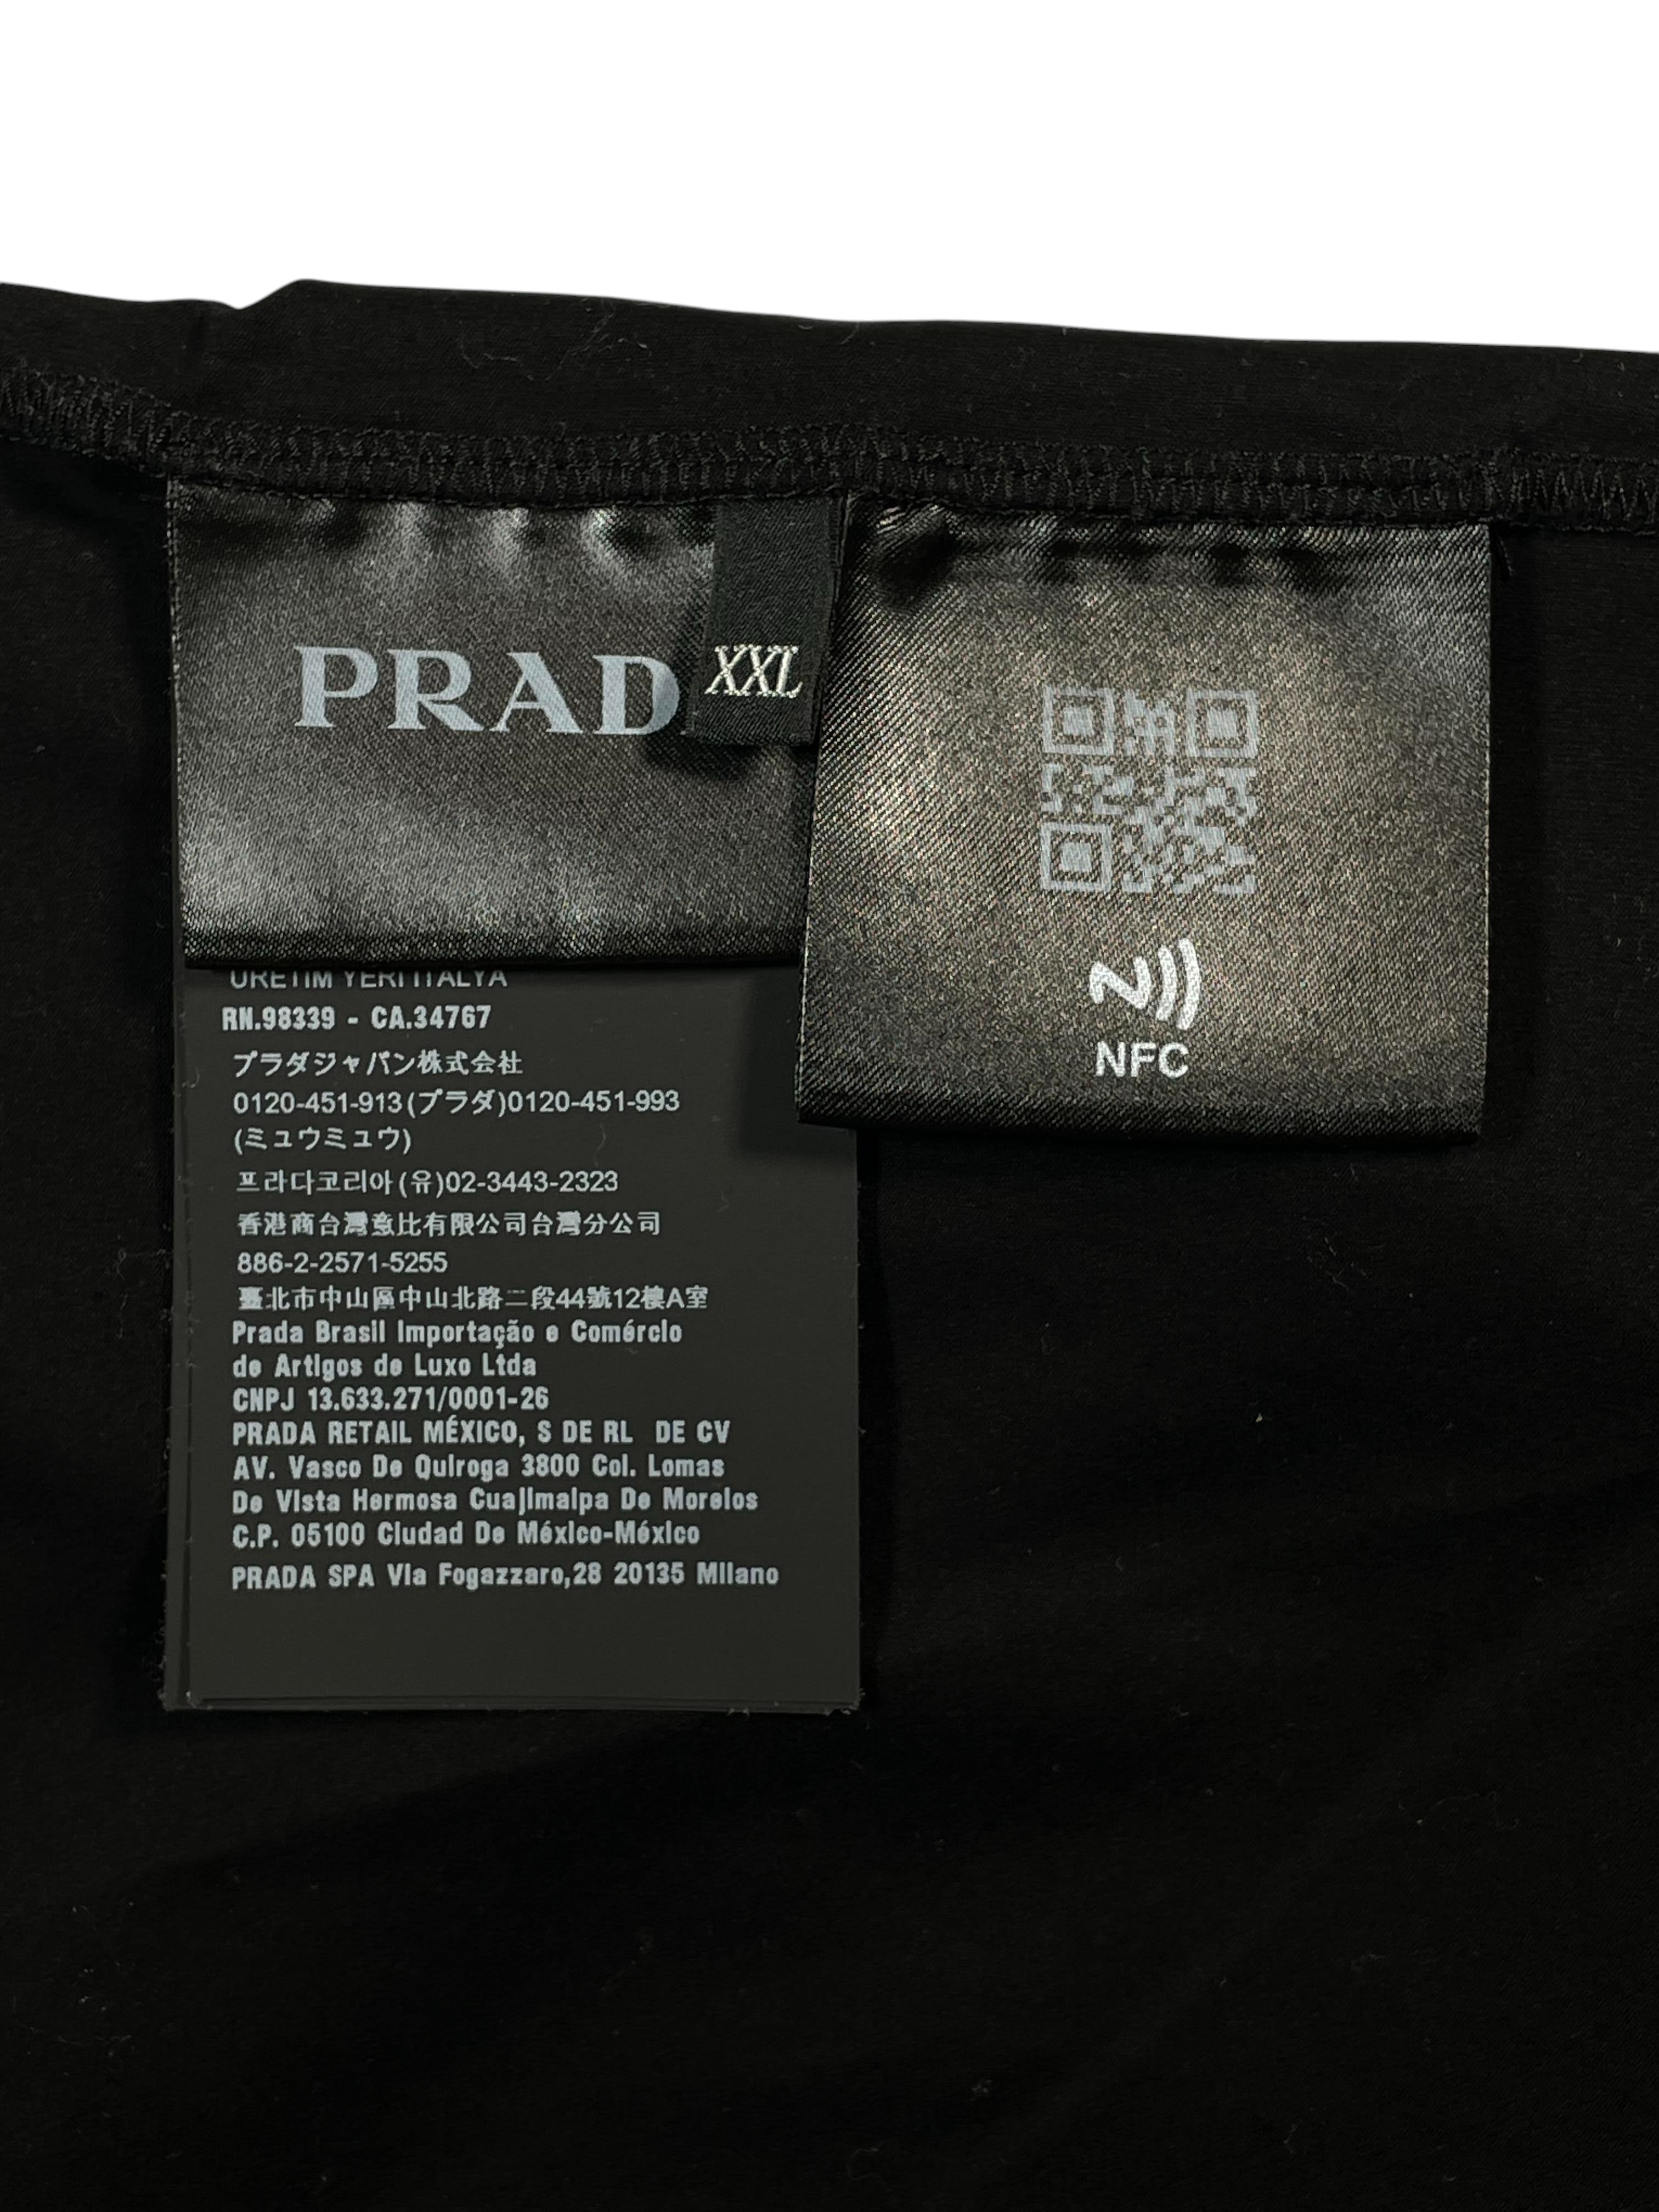 PRAD
XXL
NFC
ÜRETİM YERİ İTALYA
RN.98339 - CA.34767
プラダジャパン株式会社
0120-451-913(プラダ)0120-451-993
(ミュウミュウ)
프라다코리아(유)02-3443-2323
香港商台灣意比有限公司台灣分公司
886-2-2571-5255
臺北市中山區中山北路二段44號12樓A室
Prada Brasil Importação e Comércio
de Artigos de Luxo Ltda
CNPJ 13.633.271/0001-26
PRADA RETAIL MÉXICO, S DE RL DE CV
AV. Vasco De Quiroga 3800 Col. Lomas
De Vista Hermosa Cuajimalpa De Morelos
C.P. 05100 Ciudad De México-México
PRADA SPA Via Fogazzaro,28 20135 Milano